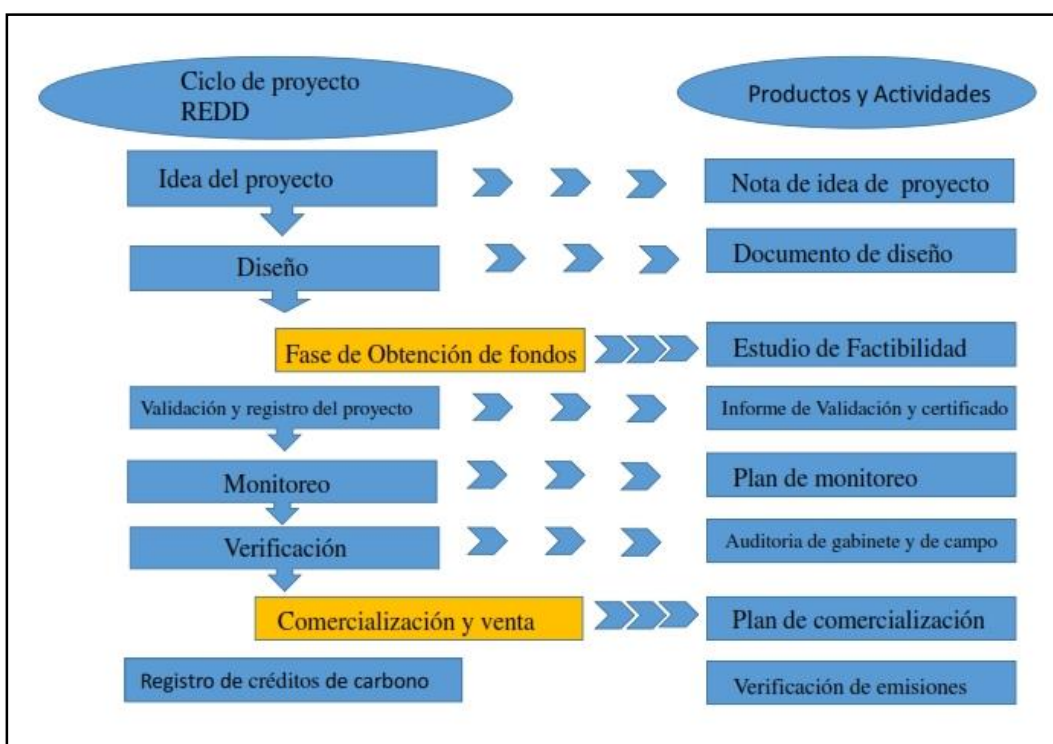 Ciclo de proyecto
REDD
Productos y Actividades
Idea del proyecto
Nota de idea de proyecto
Diseño
Documento de diseño
Fase de Obtención de fondos
Estudio de Factibilidad
Validación y registro del proyecto
Informe de Validación y certificado
Monitoreo
Plan de monitoreo
Verificación
Auditoria de gabinete y de campo
Comercialización y venta
Plan de comercialización
Registro de créditos de carbono
Verificación de emisiones